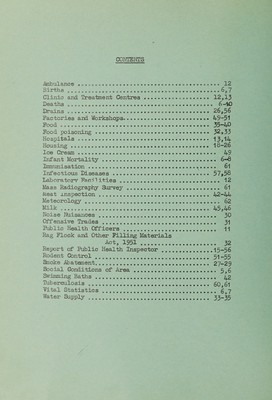 CONTENTS
Ambulance ................................ 12
Births .................................... 6,7
Clinic and Treatment Centres ................ 12,13
Deaths .................................... 6-10
Drains .................................... 26,56
Factories and Workshops. .................. 49-51
Food ...................................... 35-40
Food poisoning ............................ 32,33
Hospitals ................................. 13,14
Housing ................................... 16-26
Ice Cream ................................. 49
Infant Mortality .......................... 6-8
Immunisation .............................. 61
Infectious Diseases ....................... 57,58
Laboratory Facilities ..................... 12
Mass Radiography Survey ................... 61
Meat inspection ........................... 42-44
Meteorology ............................... 62
Milk ...................................... 45,46
Noise Nuisances ........................... 30
Offensive Trades .......................... 31
Public Health Officers .................... 11
Rag Flock and Other Filling Materials
Act, 1951 ................... 32
Report of Public Health Inspector ......... 15-56
Rodent Control ............................ 51-55
Smoke Abatement. .......................... 27-29
Social Conditions of Area ................. 5,6
Swimming Baths ............................ 42
Tuberculosis .............................. 60,61
Vital Statistics .......................... 6,7
Water Supply .............................. 33-35